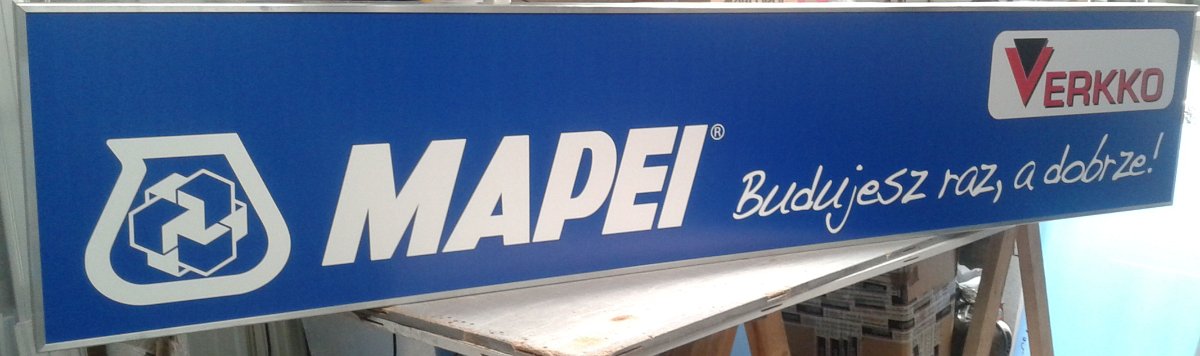 VERKKO
MAPEI®
Budujesz raz, a dobrze!